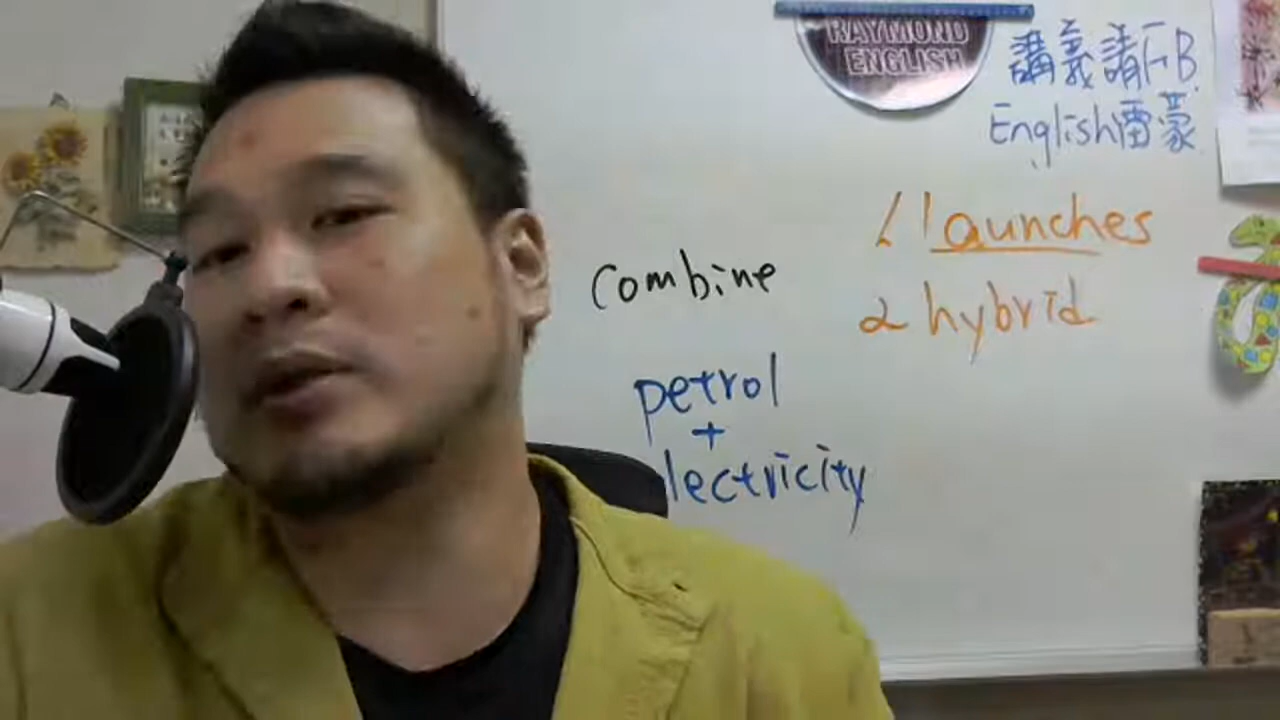 RAYMOND
ENGLISH
講義請FB
English雷蒙
1 launches
2 hybrid
combine
petrol
+
lectricity